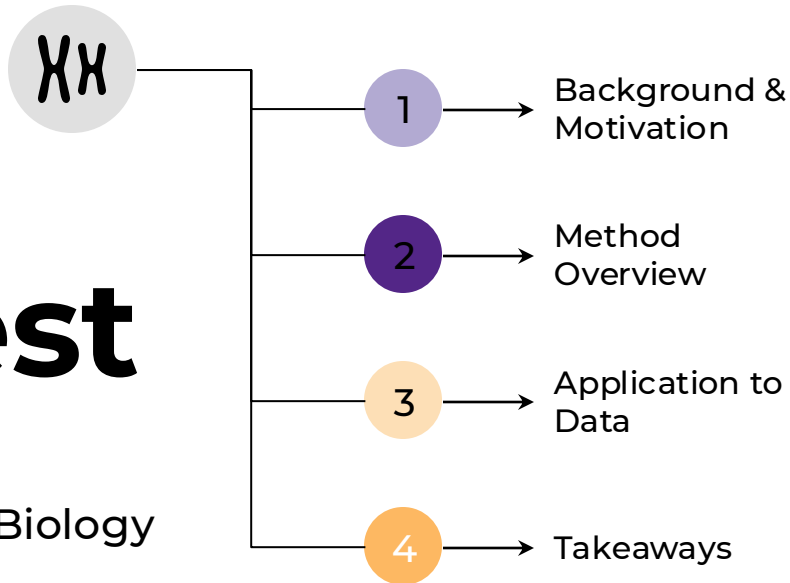 est
Biology
1
Background &
Motivation
2
Method
Overview
3
Application to
Data
4
Takeaways